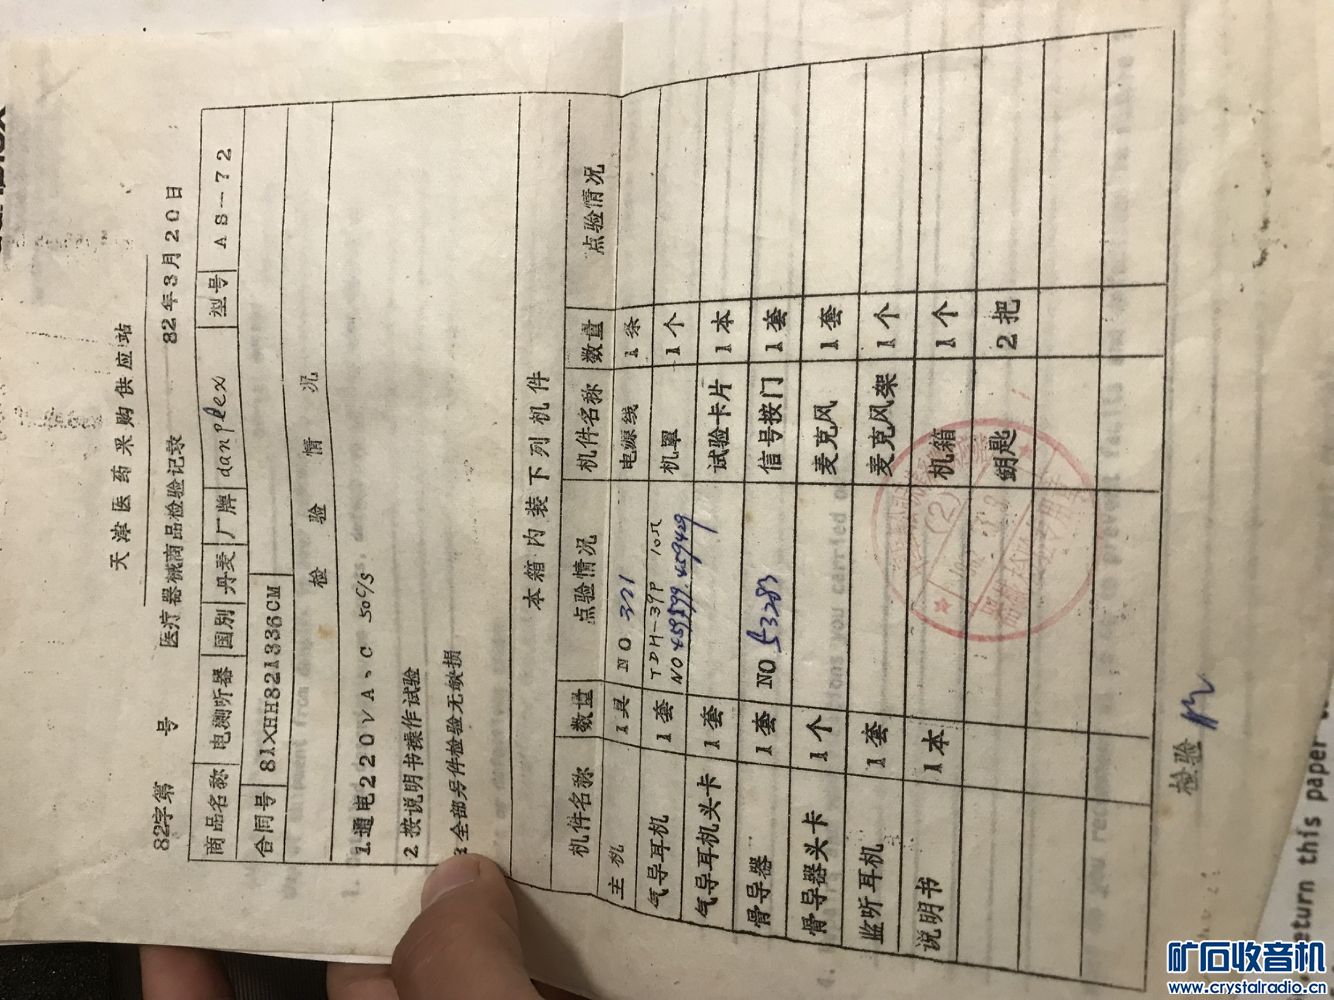 天津医药采购供应站
82字第 号 医疗器械商品检验记录 82年3月20日
商品名称 电测听器 国别 丹麦 厂牌 danplex 型号 AS-72
合同号 81XHH821336CM
检验情况
1.通电220V A、C 50C/S
2 按说明书操作试验
3 全部另件检验无缺损
本箱内装下列机件
机件名称 数量 点验情况 机件名称 数量 点验情况
主机 1具 NO 321 电源线 1条
气导耳机 1套 TDH-39P 10Ω 机罩 1个
NO 459399. 459429
气导耳机头卡 1套 试验卡片 1本
骨导器 1套 NO 53283 信号按门 1套
骨导器头卡 1个 麦克风 1套
监听耳机 1套 麦克风架 1个
说明书 1本 机箱 1个
钥匙 2把
(2)
检验
eturn this paper
矿石收音机
www.crystalradio.cn